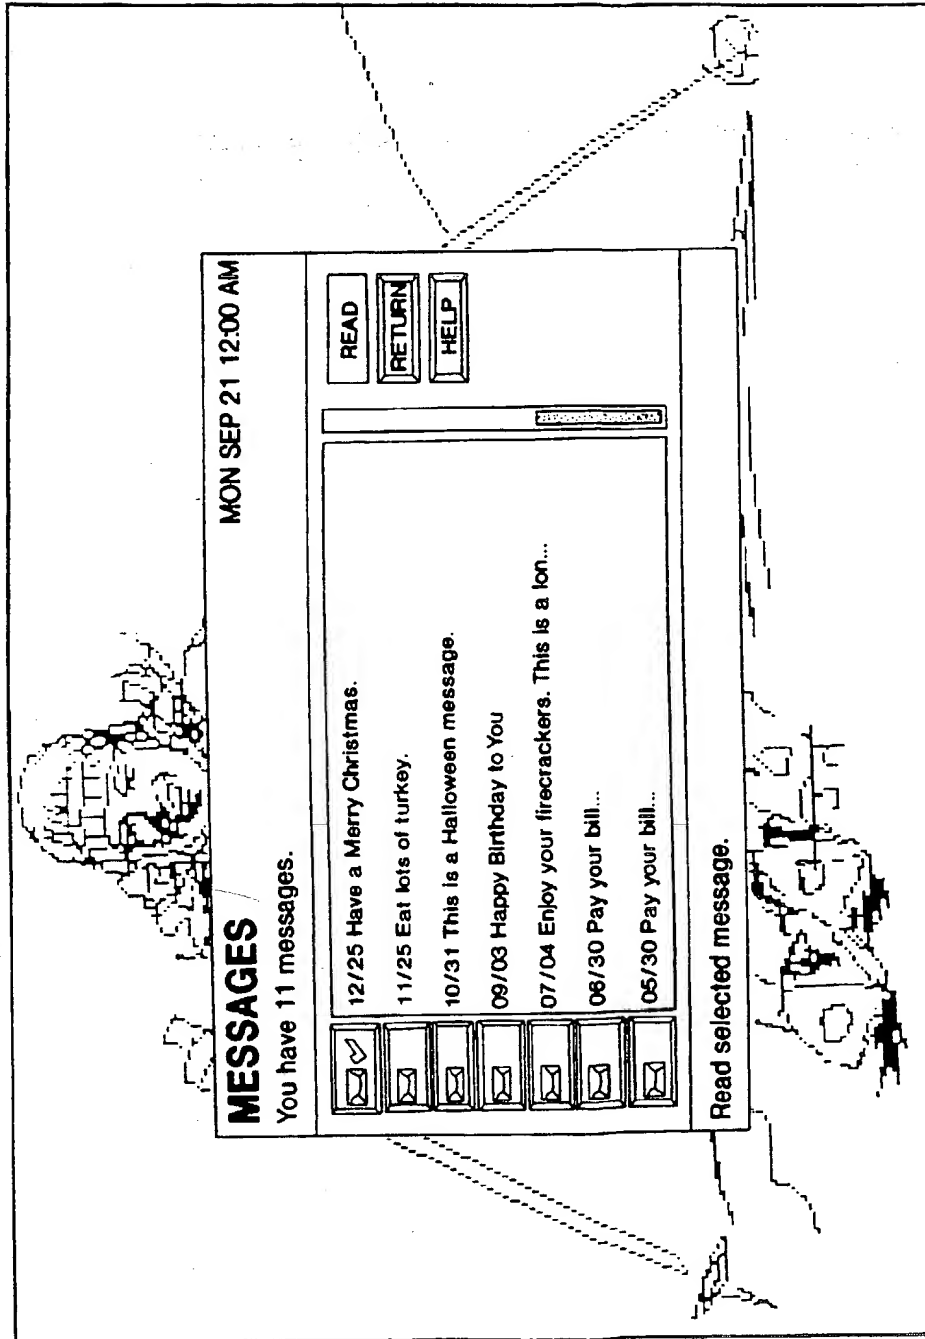 MESSAGES
MON SEP 21 12:00 AM
You have 11 messages.
12/25 Have a Merry Christmas.
11/25 Eat lots of turkey.
10/31 This is a Halloween message.
09/03 Happy Birthday to You
07/04 Enjoy your firecrackers. This is a lon...
06/30 Pay your bill...
05/30 Pay your bill...
READ
RETURN
HELP
Read selected message.